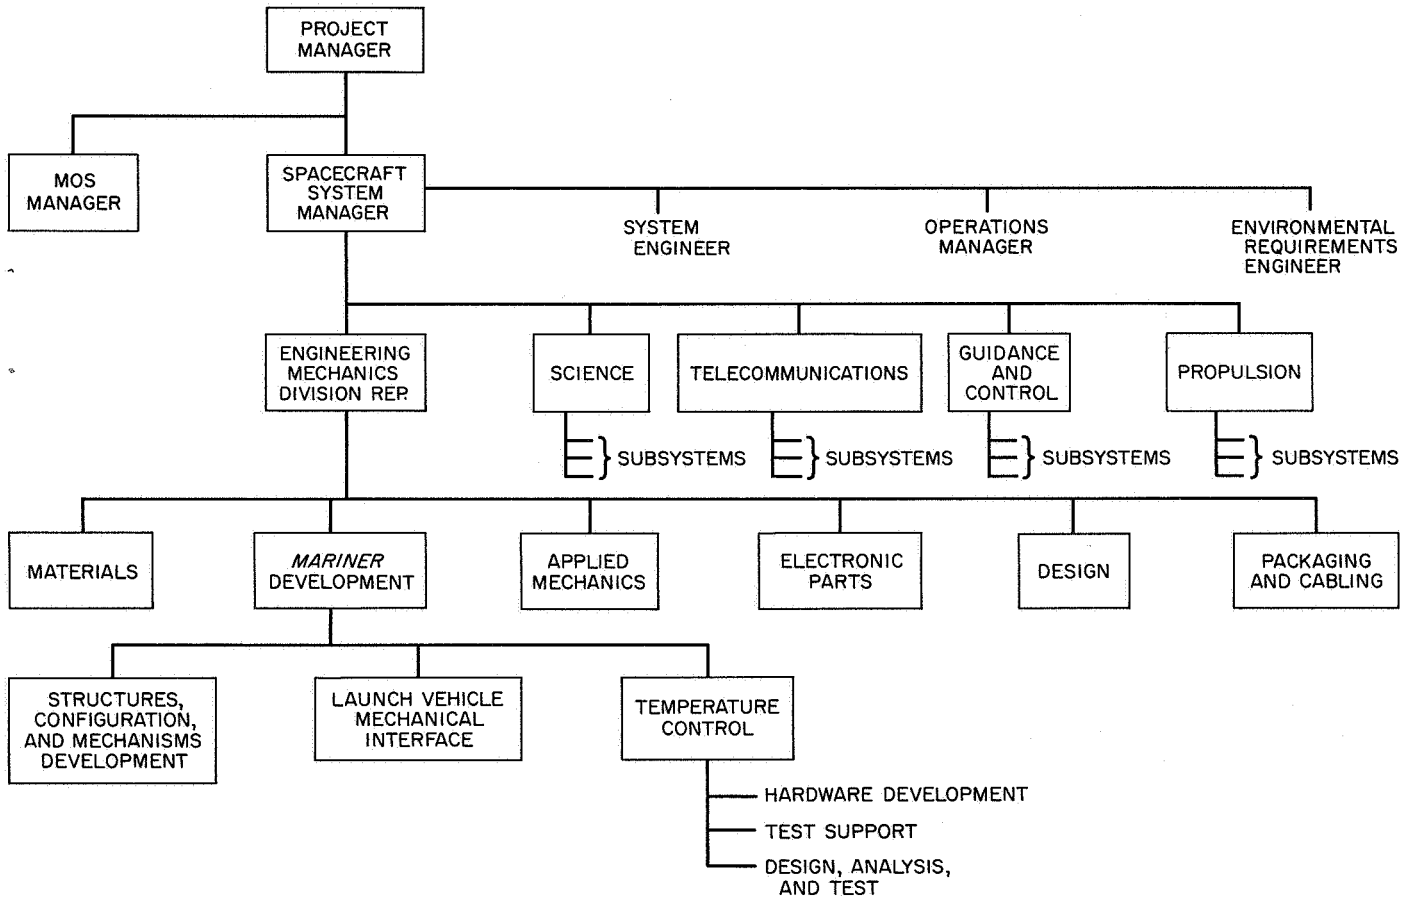 PROJECT
MANAGER
MOS
MANAGER
SPACECRAFT
SYSTEM
MANAGER
SYSTEM
ENGINEER
OPERATIONS
MANAGER
ENVIRONMENTAL
REQUIREMENTS
ENGINEER
ENGINEERING
MECHANICS
DIVISION REP.
SCIENCE
TELECOMMUNICATIONS
GUIDANCE
AND
CONTROL
PROPULSION
SUBSYSTEMS
SUBSYSTEMS
SUBSYSTEMS
SUBSYSTEMS
MATERIALS
MARINER
DEVELOPMENT
APPLIED
MECHANICS
ELECTRONIC
PARTS
DESIGN
PACKAGING
AND CABLING
STRUCTURES,
CONFIGURATION,
AND MECHANISMS
DEVELOPMENT
LAUNCH VEHICLE
MECHANICAL
INTERFACE
TEMPERATURE
CONTROL
HARDWARE DEVELOPMENT
TEST SUPPORT
DESIGN, ANALYSIS,
AND TEST